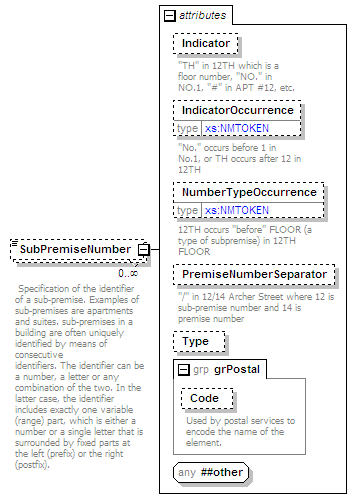 attributes
Indicator
"TH" in 12TH which is a
floor number, "NO." in
NO.1, "#" in APT #12, etc.
IndicatorOccurrence
type xs:NMTOKEN
"No." occurs before 1 in
No.1, or TH occurs after 12 in
12TH
NumberTypeOccurrence
type xs:NMTOKEN
12TH occurs "before" FLOOR (a
type of subpremise) in 12TH
FLOOR
SubPremiseNumber
0..∞
Specification of the identifier
of a sub-premise. Examples of
sub-premises are apartments
and suites. sub-premises in a
building are often uniquely
identified by means of
consecutive
identifiers. The identifier can be
a number, a letter or any
combination of the two. In the
latter case, the identifier
includes exactly one variable
(range) part, which is either a
number or a single letter that is
surrounded by fixed parts at
the left (prefix) or the right
(postfix).
PremiseNumberSeparator
"/" in 12/14 Archer Street where 12 is
sub-premise number and 14 is
premise number
Type
grp grPostal
Code
Used by postal services to
encode the name of the
element.
any ##other